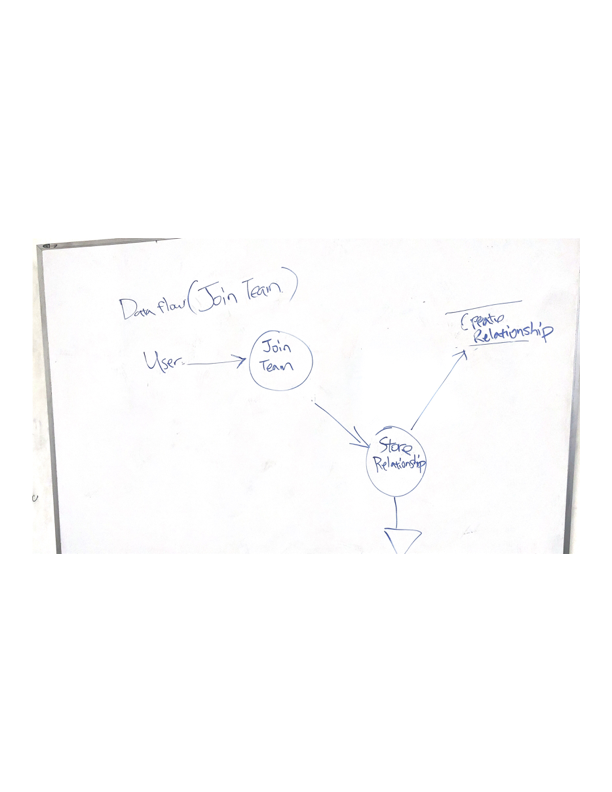 Data flow (Join Team)
User
Join
Team
Create
Relationship
Store
Relationship